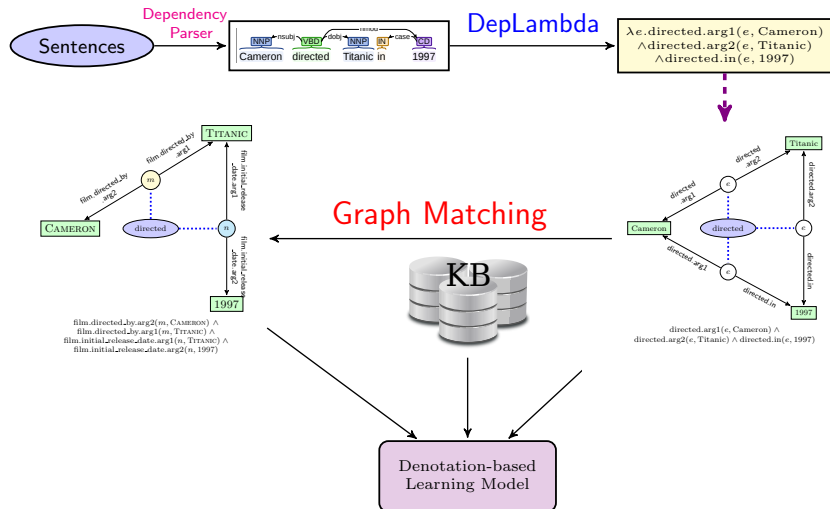 Sentences
Dependency
Parser
nsubj
dobj
nmod
case
NNP
VBD
NNP
IN
CD
Cameron
directed
Titanic
in
1997
DepLambda
λe.directed.arg1(e, Cameron)
∧directed.arg2(e, Titanic)
∧directed.in(e, 1997)
TITANIC
film.directed_by
.arg1
film.directed_by
.arg2
m
film.initial_release
_date.arg1
CAMERON
directed
n
film.initial_release
_date.arg2
1997
film.directed_by.arg2(m, CAMERON) ∧
film.directed_by.arg1(m, TITANIC) ∧
film.initial_release_date.arg1(n, TITANIC) ∧
film.initial_release_date.arg2(n, 1997)
Graph Matching
KB
Titanic
directed
.arg2
directed
.arg1
e
directed.arg2
Cameron
directed
e
directed.arg1
e
directed.in
directed.in
1997
directed.arg1(e, Cameron) ∧
directed.arg2(e, Titanic) ∧ directed.in(e, 1997)
Denotation-based
Learning Model